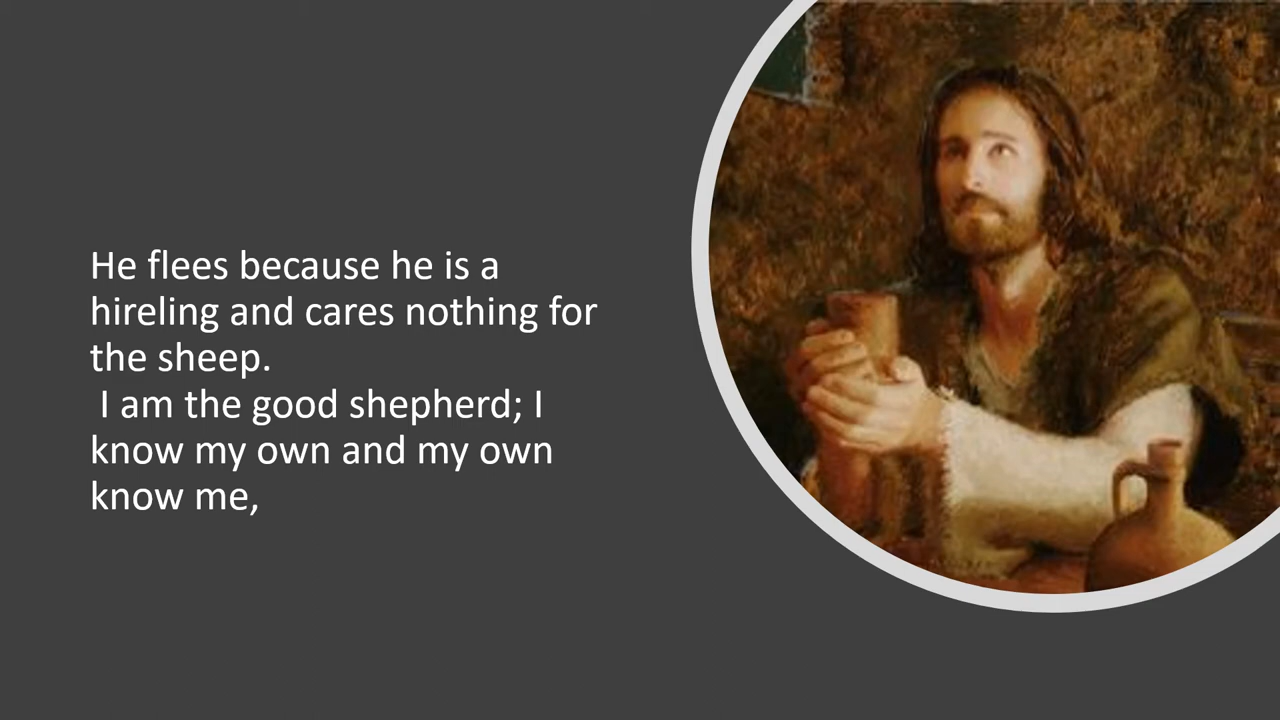 He flees because he is a
hireling and cares nothing for
the sheep.
I am the good shepherd; I
know my own and my own
know me,